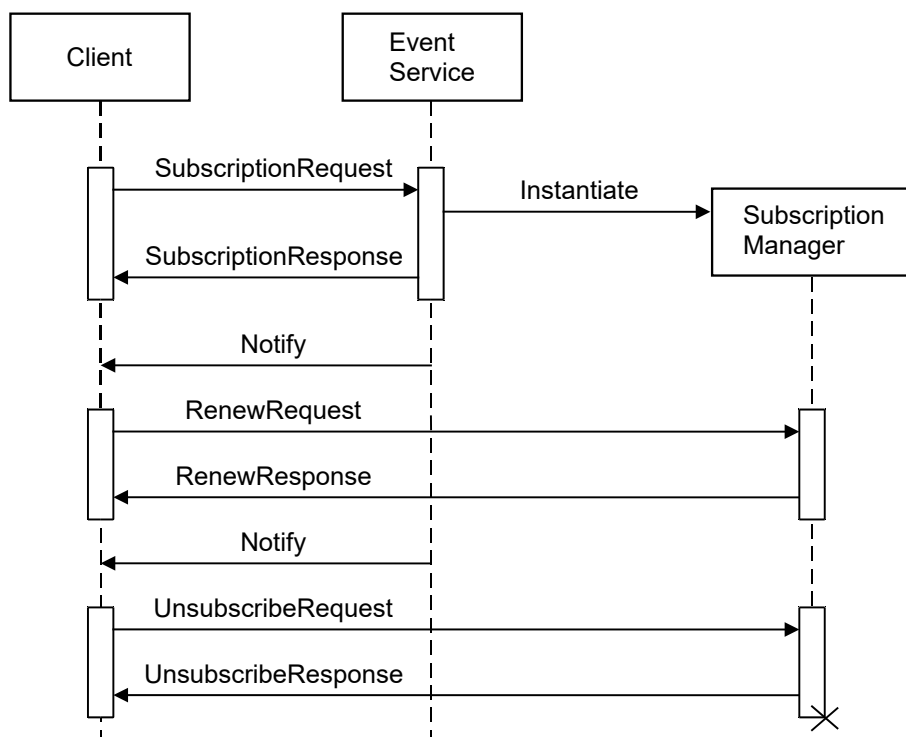 Client
Event
Service
SubscriptionRequest
Instantiate
Subscription
Manager
SubscriptionResponse
Notify
RenewRequest
RenewResponse
Notify
UnsubscribeRequest
UnsubscribeResponse